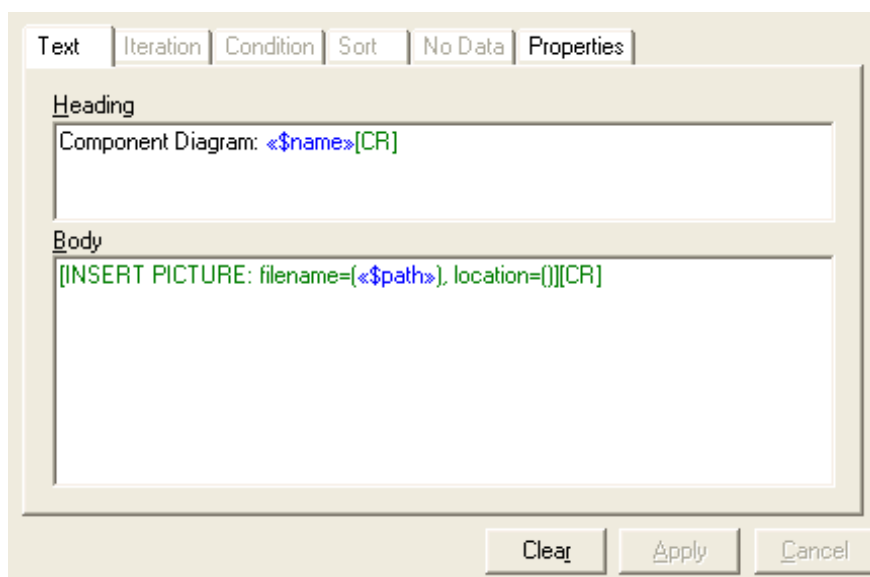 Text Iteration Condition Sort No Data Properties
Heading
Component Diagram: «$name»[CR]
Body
[INSERT PICTURE: filename=(«$path»), location=()][CR]
Clear Apply Cancel